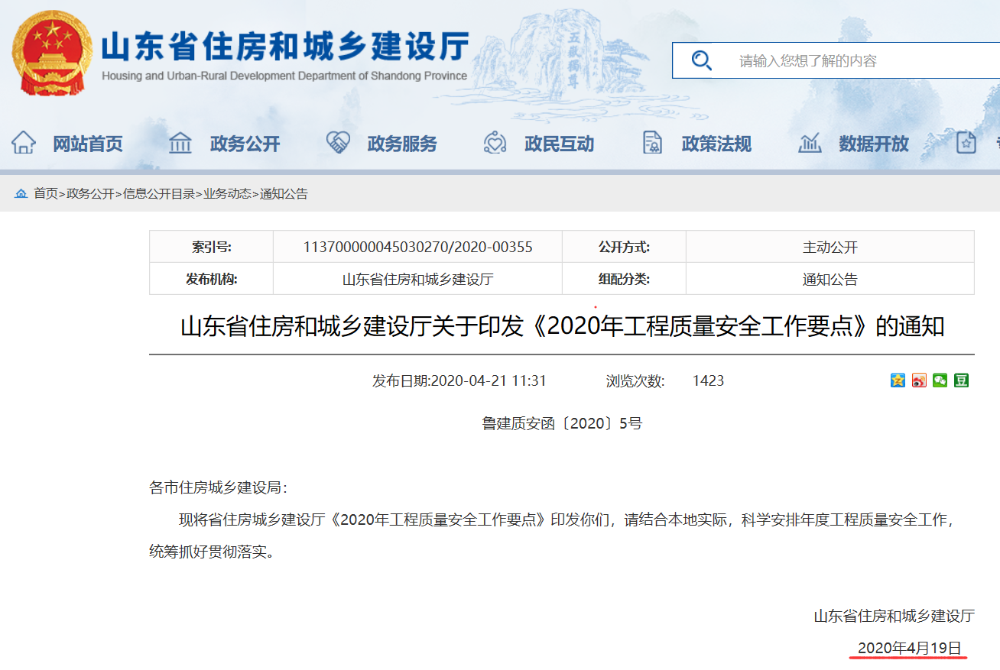 山东省住房和城乡建设厅
Housing and Urban-Rural Development Department of Shandong Province
五嶽獨尊
请输入您想了解的内容
网站首页 政务公开 政务服务 政民互动 政策法规 数据开放
首页>政务公开>信息公开目录>业务动态>通知公告
索引号: 113700000045030270/2020-00355 公开方式: 主动公开
发布机构: 山东省住房和城乡建设厅 组配分类: 通知公告
山东省住房和城乡建设厅关于印发《2020年工程质量安全工作要点》的通知
发布日期:2020-04-21 11:31 浏览次数: 1423
豆
鲁建质安函〔2020〕5号
各市住房城乡建设局：
现将省住房城乡建设厅《2020年工程质量安全工作要点》印发你们，请结合本地实际，科学安排年度工程质量安全工作，
统筹抓好贯彻落实。
山东省住房和城乡建设厅
2020年4月19日